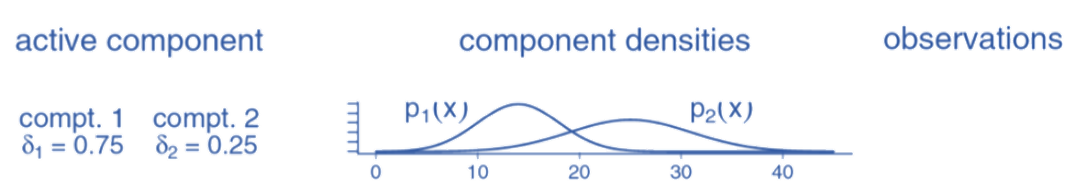 active component component densities observations
compt. 1 compt. 2 p₁(x) p₂(x)
δ₁ = 0.75 δ₂ = 0.25
0 10 20 30 40